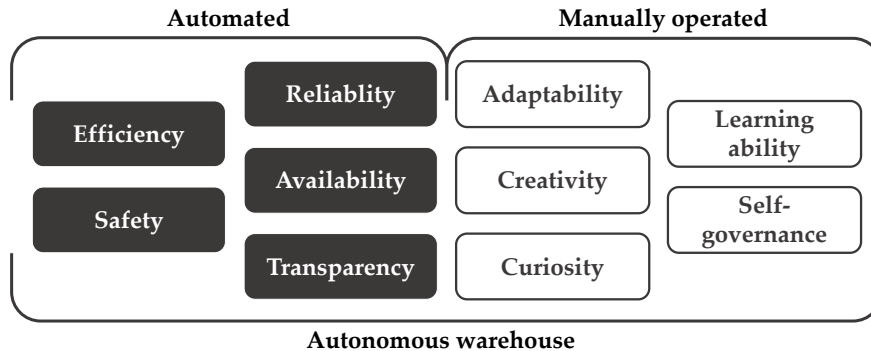 Automated
Manually operated
Efficiency
Safety
Reliablity
Availability
Transparency
Adaptability
Creativity
Curiosity
Learning
ability
Self-
governance
Autonomous warehouse